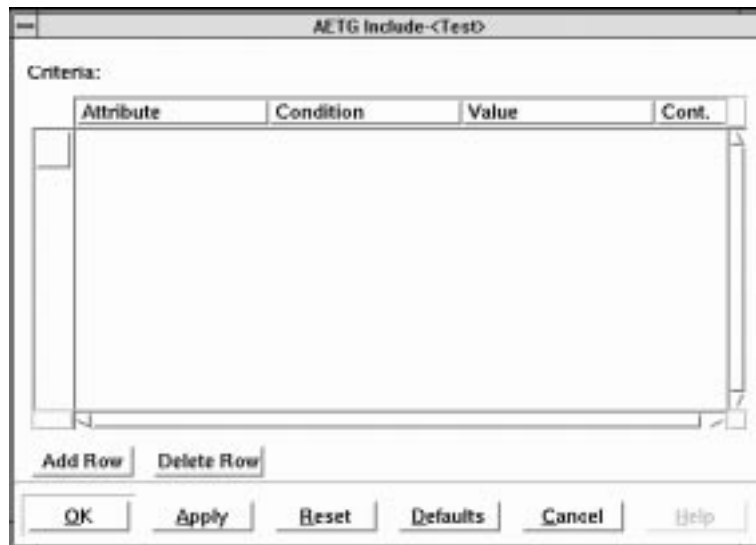 AETG Include-<Test>
Criteria:
Attribute Condition Value Cont.
Add Row Delete Row
OK Apply Reset Defaults Cancel Help